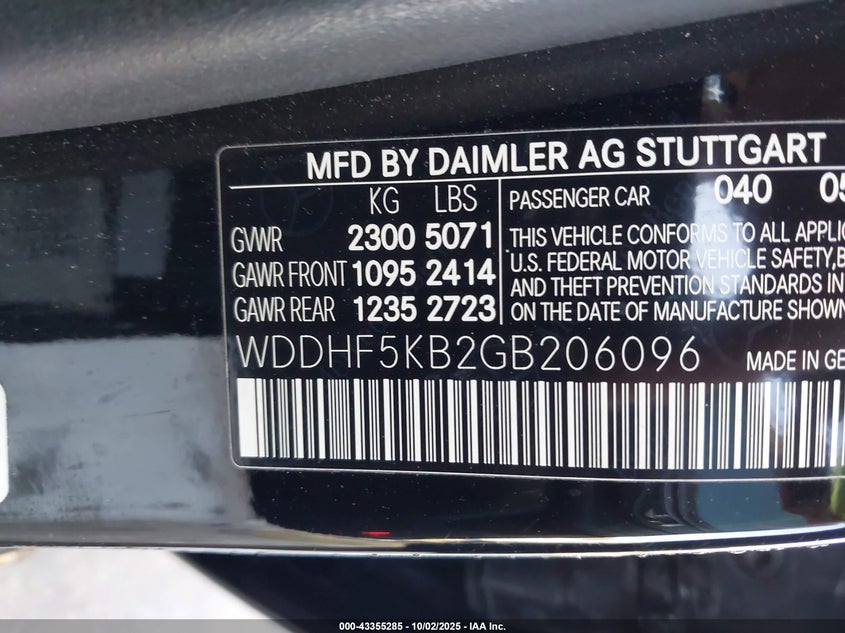 MFD BY DAIMLER AG STUTTGART
KG LBS
GVWR 2300 5071
GAWR FRONT 1095 2414
GAWR REAR 1235 2723
PASSENGER CAR 040 05
THIS VEHICLE CONFORMS TO ALL APPLIC
U.S. FEDERAL MOTOR VEHICLE SAFETY, B
AND THEFT PREVENTION STANDARDS IN
ON THE DATE OF MANUFACTURE SHOWN
WDDHF5KB2GB206096 MADE IN GE
000-43355285 - 10/02/2025 - IAA Inc.